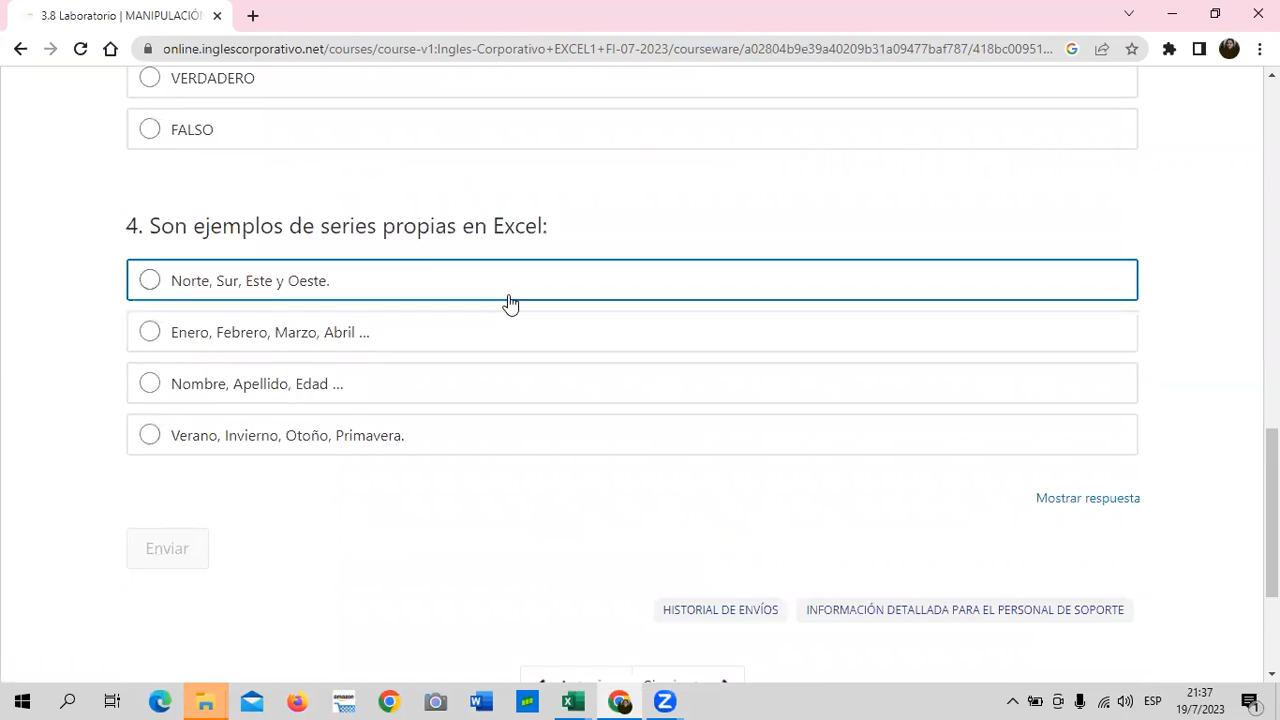 3.8 Laboratorio | MANIPULACIÓN
online.inglescorporativo.net/courses/course-v1:Ingles-Corporativo+EXCEL1+FI-07-2023/courseware/a02804b9e39a40209b31a09477baf787/418bc00951...
VERDADERO
FALSO
4. Son ejemplos de series propias en Excel:
Norte, Sur, Este y Oeste.
Enero, Febrero, Marzo, Abril ...
Nombre, Apellido, Edad ...
Verano, Invierno, Otoño, Primavera.
Mostrar respuesta
Enviar
HISTORIAL DE ENVÍOS
INFORMACIÓN DETALLADA PARA EL PERSONAL DE SOPORTE
ESP
21:37
19/7/2023